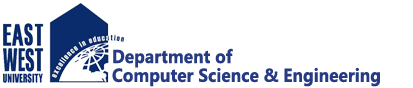 EAST
WEST
UNIVERSITY
excellence in education
Department of
Computer Science & Engineering